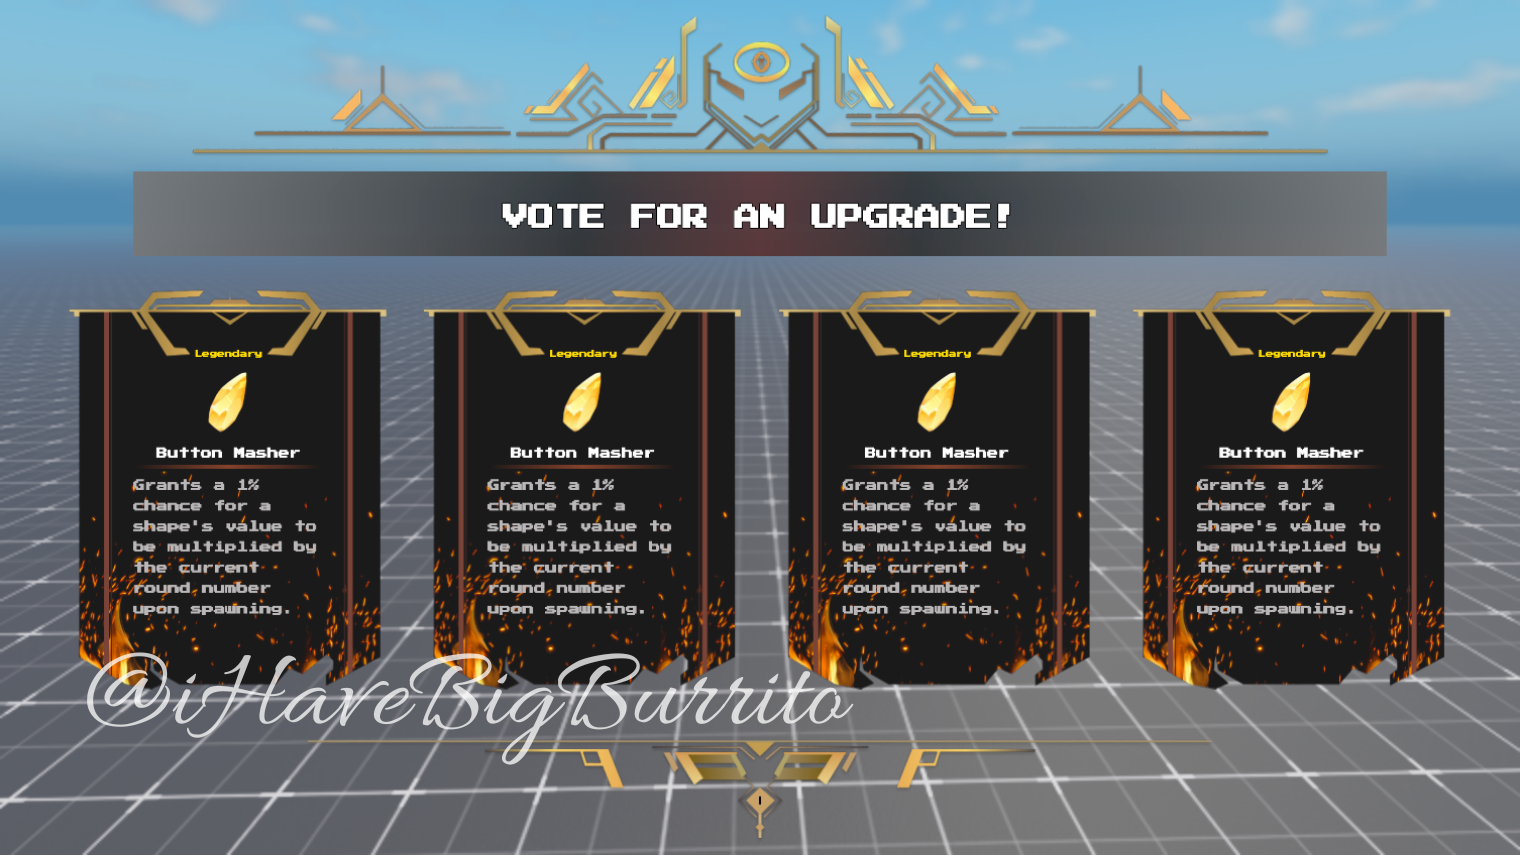 VOTE FOR AN UPGRADE!
Legendary
Button Masher
Grants a 1%
chance for a
shape's value to
be multiplied by
the current
round number
upon spawning.
Legendary
Button Masher
Grants a 1%
chance for a
shape's value to
be multiplied by
the current
round number
upon spawning.
Legendary
Button Masher
Grants a 1%
chance for a
shape's value to
be multiplied by
the current
round number
upon spawning.
Legendary
Button Masher
Grants a 1%
chance for a
shape's value to
be multiplied by
the current
round number
upon spawning.
@iHaveBigBurrito